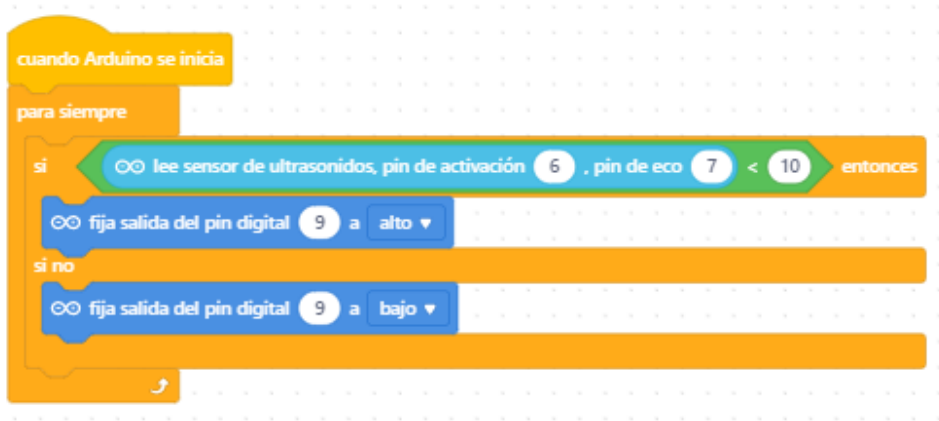 cuando Arduino se inicia
para siempre
si lee sensor de ultrasonidos, pin de activación 6 , pin de eco 7 < 10 entonces
fija salida del pin digital 9 a alto
si no
fija salida del pin digital 9 a bajo